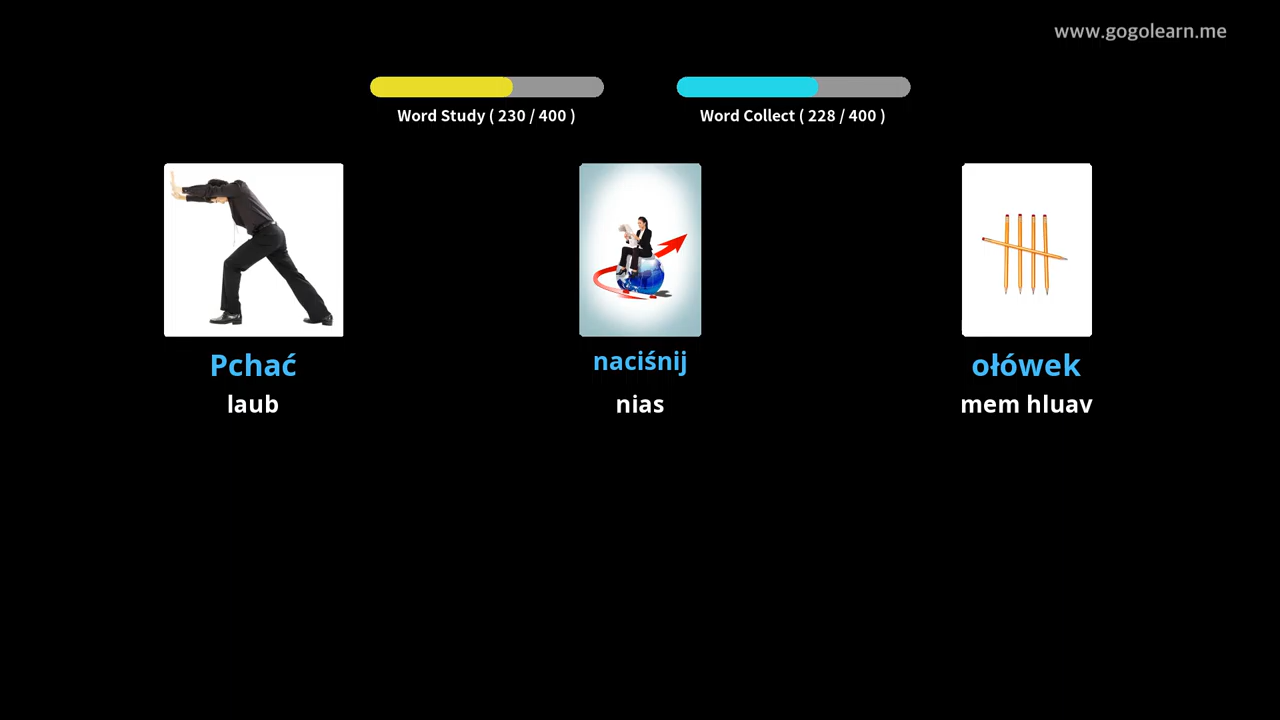 www.gogolearn.me
Word Study ( 230 / 400 )
Word Collect ( 228 / 400 )
Pchać
naciśnij
ołówek
laub
nias
mem hluav